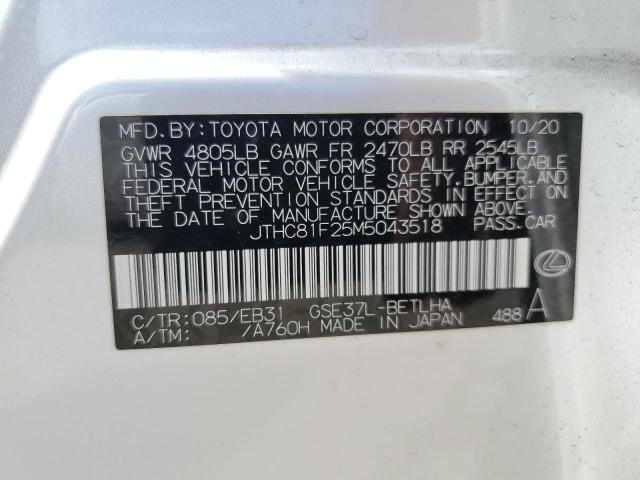 MFD.BY:TOYOTA MOTOR CORPORATION 10/20
GVWR 4805LB GAWR FR 2470LB RR 2545LB
THIS VEHICLE CONFORMS TO ALL APPLICABLE
FEDERAL MOTOR VEHICLE SAFETY,BUMPER,AND
THEFT PREVENTION STANDARDS IN EFFECT ON
THE DATE OF MANUFACTURE SHOWN ABOVE.
JTHC81F25M5043518 PASS.CAR
C/TR:085/EB31 GSE37L-BETLHA
A/TM: /A760H MADE IN JAPAN 488 A